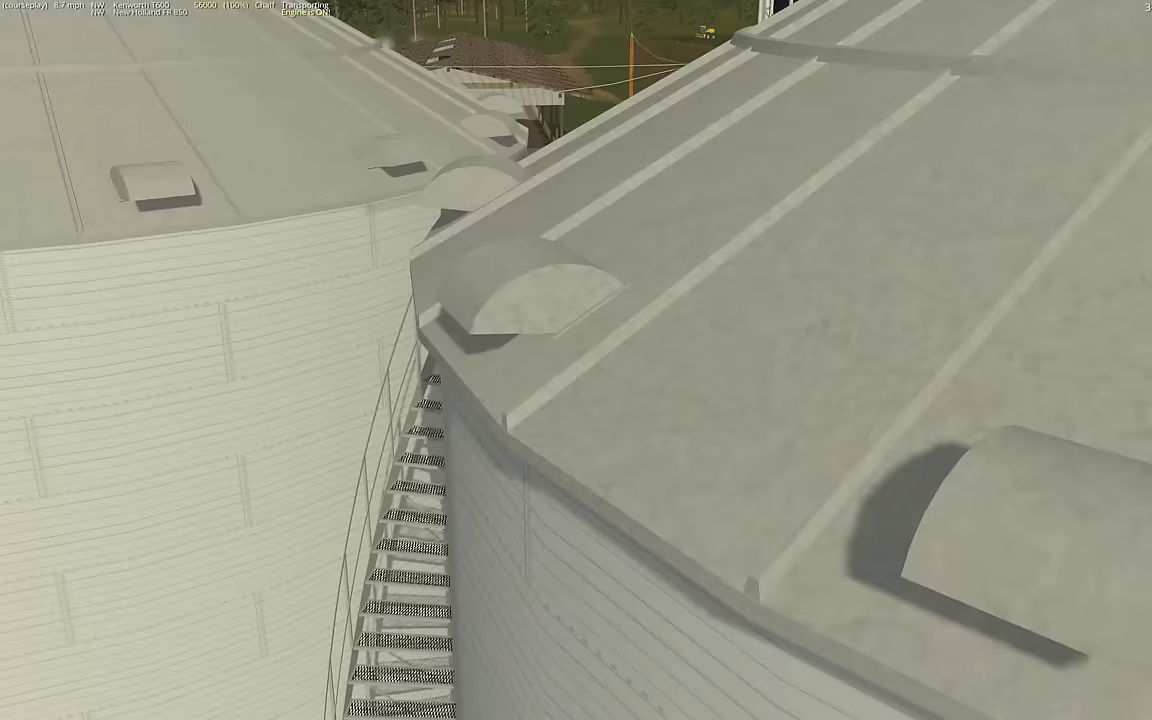 (courseplay) 8.7 mph NW Kenworth T600 56000 (100%) Chaff Transporting
NW New Holland FR 850 Engine is ON!
3